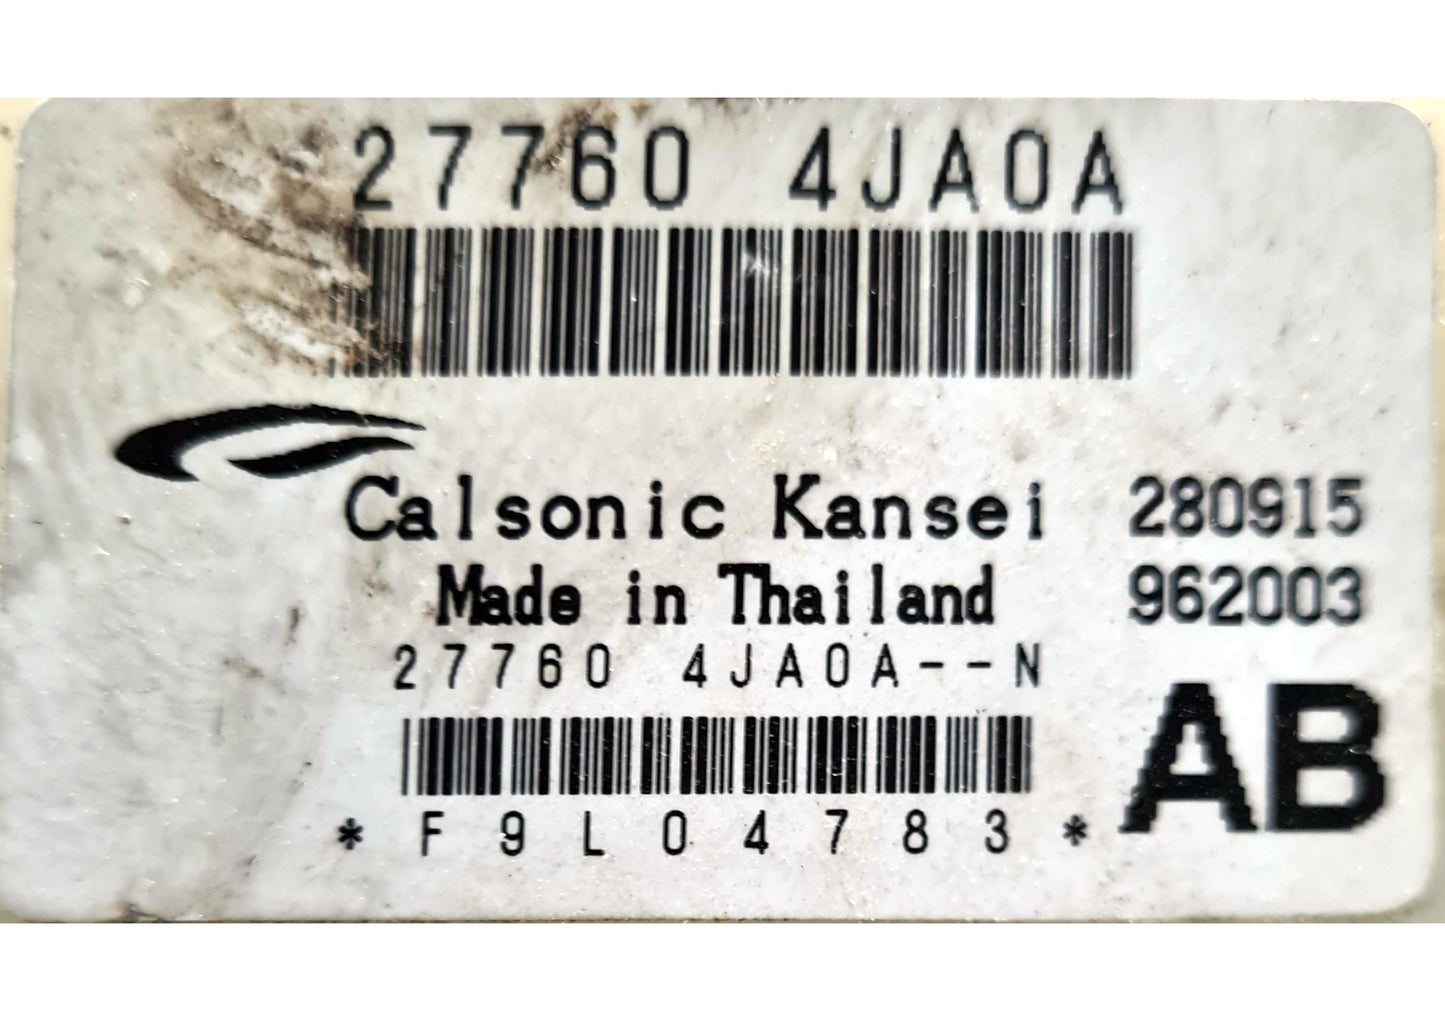 27760 4JA0A
Calsonic Kansei 280915
Made in Thailand 962003
27760 4JA0A--N
AB
*F9L04783*